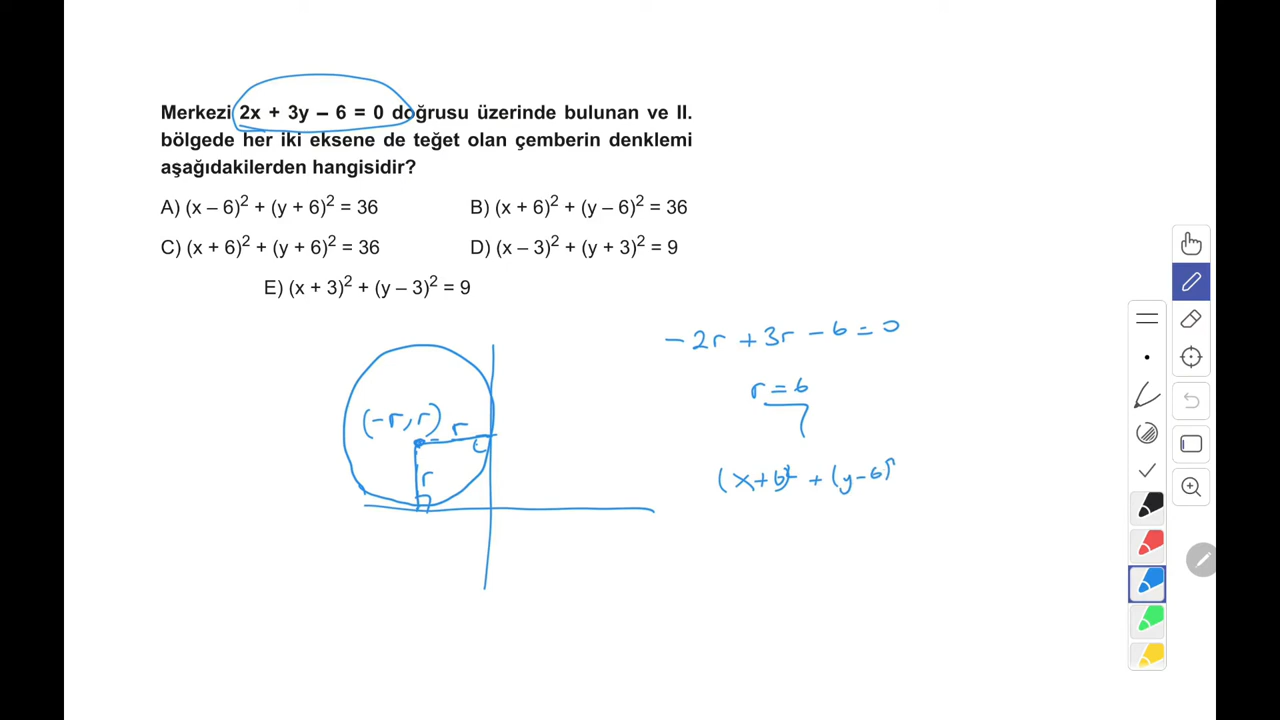 Merkezi 2x + 3y – 6 = 0 doğrusu üzerinde bulunan ve II.
bölgede her iki eksene de teğet olan çemberin denklemi
aşağıdakilerden hangisidir?
A) (x – 6)² + (y + 6)² = 36
B) (x + 6)² + (y – 6)² = 36
C) (x + 6)² + (y + 6)² = 36
D) (x – 3)² + (y + 3)² = 9
E) (x + 3)² + (y – 3)² = 9
-2r + 3r - 6 = 0
r = 6
(-r, r)
r
r
(x+6)² + (y-6)²